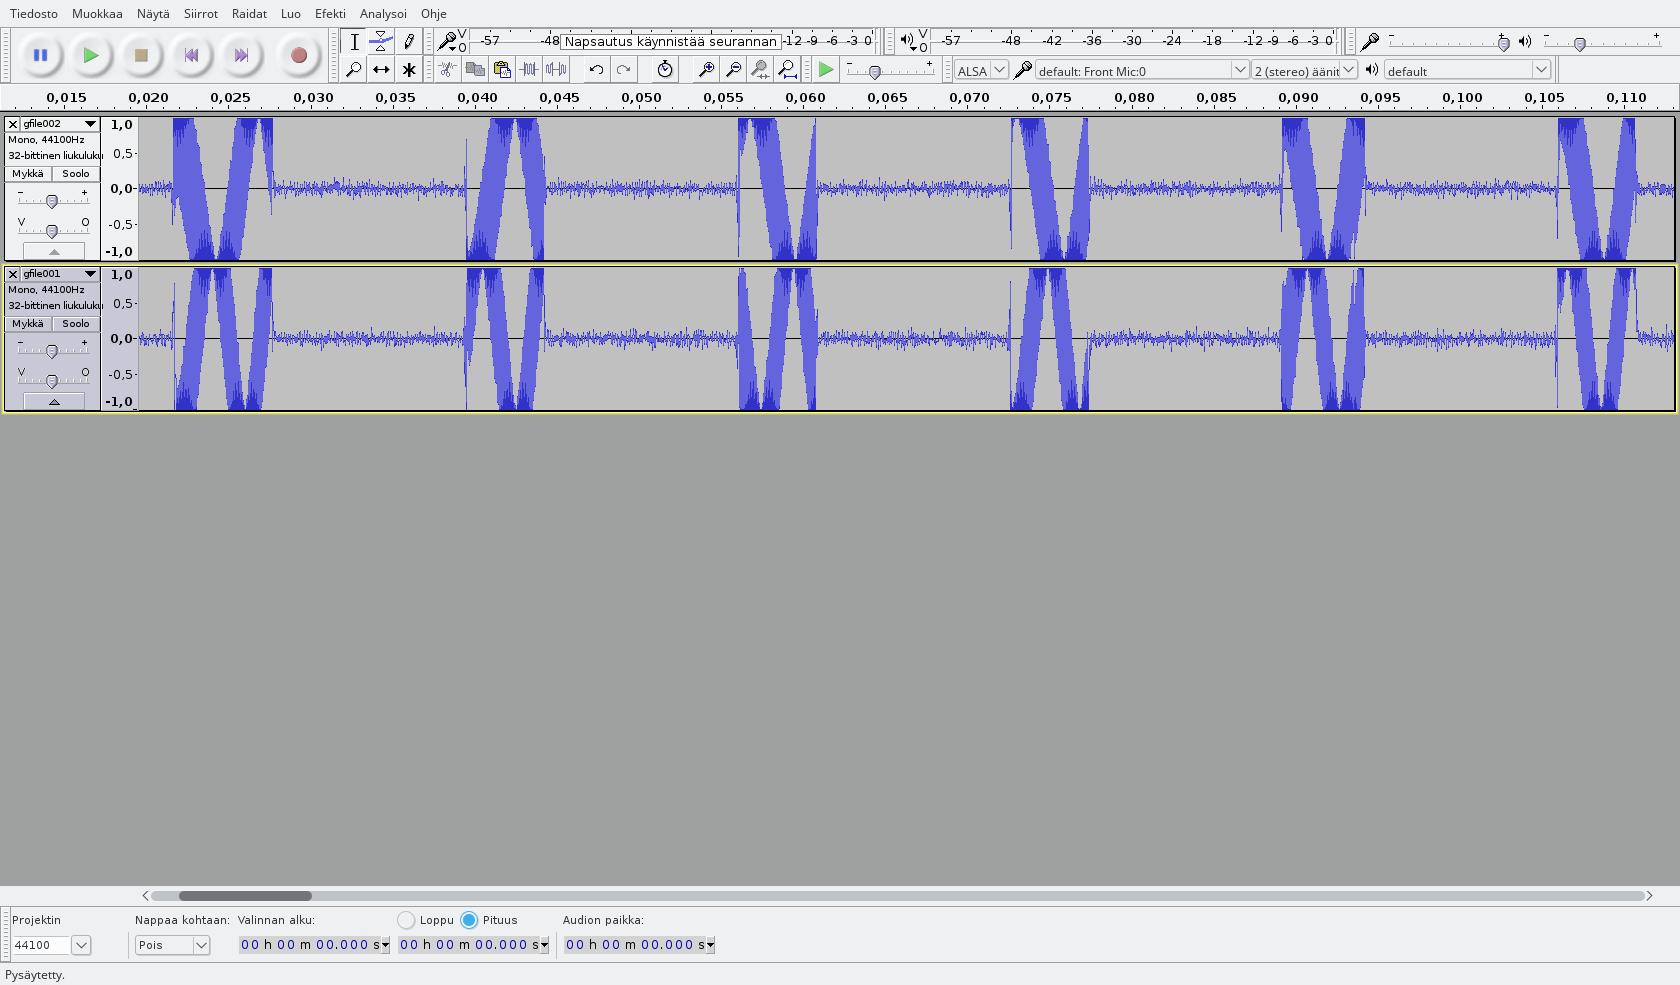 Tiedosto Muokkaa Näytä Siirrot Raidat Luo Efekti Analysoi Ohje
-57 -48 Napsautus käynnistää seurannan -12 -9 -6 -3 0
V O
-57 -48 -42 -36 -30 -24 -18 -12 -9 -6 -3 0
V O
ALSA default: Front Mic:0 2 (stereo) äänit default
0,015 0,020 0,025 0,030 0,035 0,040 0,045 0,050 0,055 0,060 0,065 0,070 0,075 0,080 0,085 0,090 0,095 0,100 0,105 0,110
gfile002
Mono, 44100Hz
32-bittinen liukuluku
Mykkä Soolo
- +
V O
1,0
0,5
0,0
-0,5
-1,0
gfile001
Mono, 44100Hz
32-bittinen liukuluku
Mykkä Soolo
- +
V O
1,0
0,5
0,0
-0,5
-1,0
Projektin Nappaa kohtaan: Valinnan alku: Loppu Pituus Audion paikka:
44100 Pois 00 h 00 m 00.000 s 00 h 00 m 00.000 s 00 h 00 m 00.000 s
Pysäytetty.